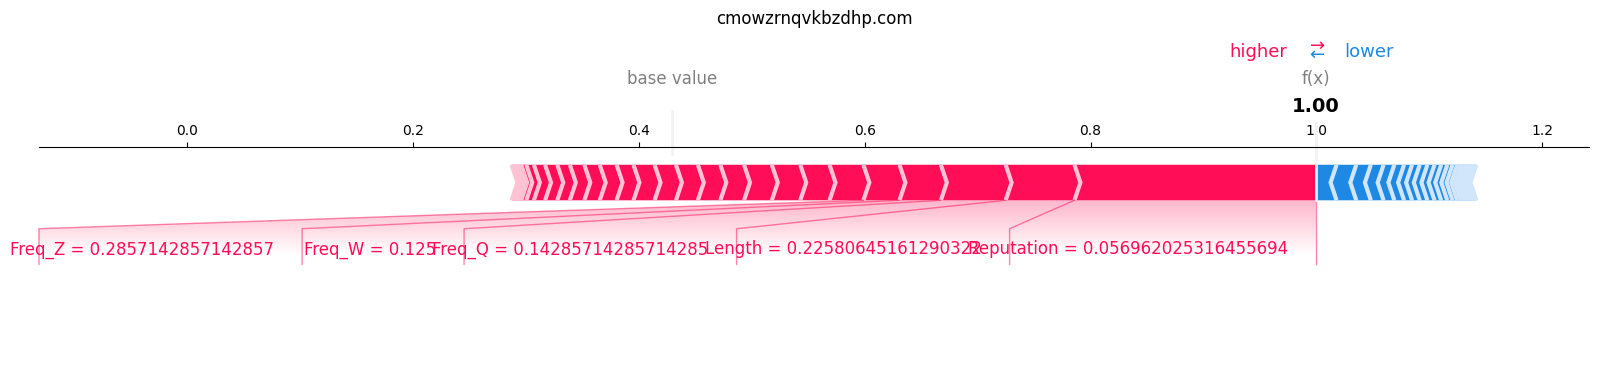 cmowzrnqvkbzdhp.com
higher ⇄ lower
base value f(x)
1.00
0.0 0.2 0.4 0.6 0.8 1.0 1.2
Freq_Z = 0.2857142857142857 Freq_W = 0.125 Freq_Q = 0.14285714285714285 Length = 0.22580645161290322 Reputation = 0.056962025316455694